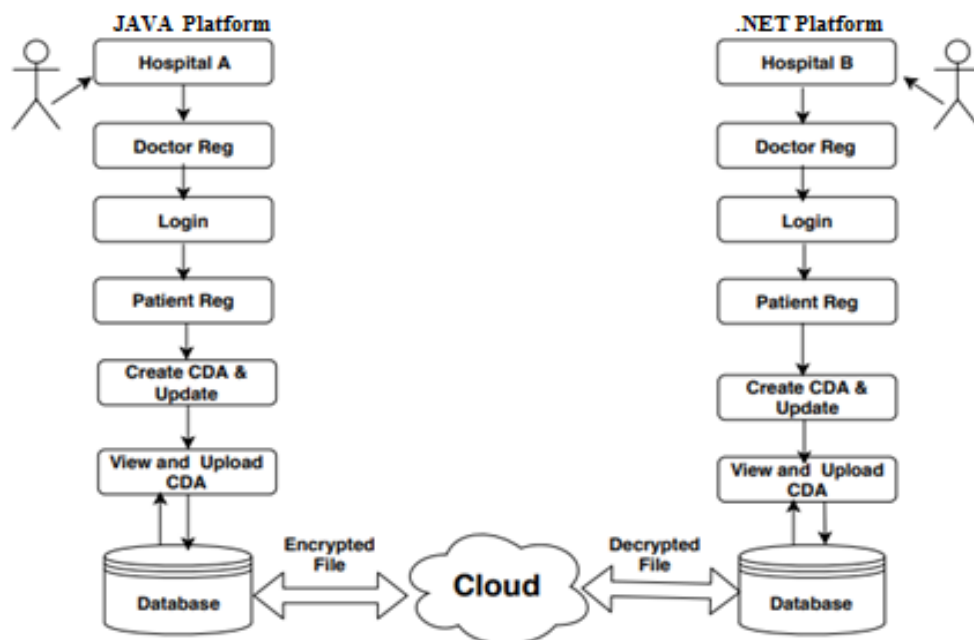 JAVA Platform
Hospital A
Doctor Reg
Login
Patient Reg
Create CDA &
Update
View and Upload
CDA
Database
Encrypted
File
Cloud
Decrypted
File
.NET Platform
Hospital B
Doctor Reg
Login
Patient Reg
Create CDA &
Update
View and Upload
CDA
Database